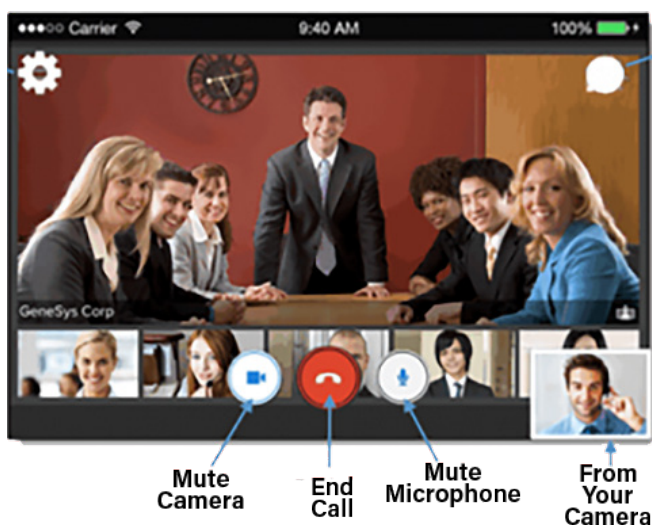 Carrier
9:40 AM
100%
GeneSys Corp
Mute
Camera
End
Call
Mute
Microphone
From
Your
Camera